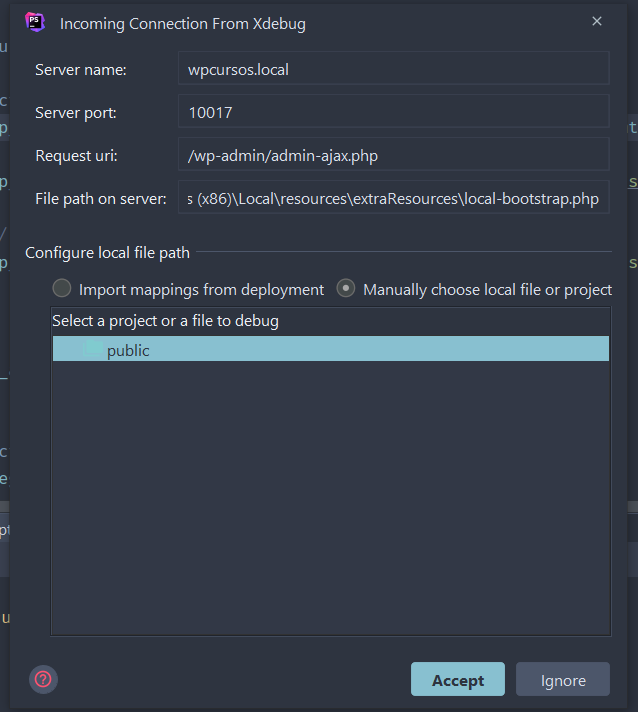 PS
Incoming Connection From Xdebug
Server name: wpcursos.local
Server port: 10017
Request uri: /wp-admin/admin-ajax.php
File path on server: s (x86)\Local\resources\extraResources\local-bootstrap.php
Configure local file path
Import mappings from deployment Manually choose local file or project
Select a project or a file to debug
public
? Accept Ignore